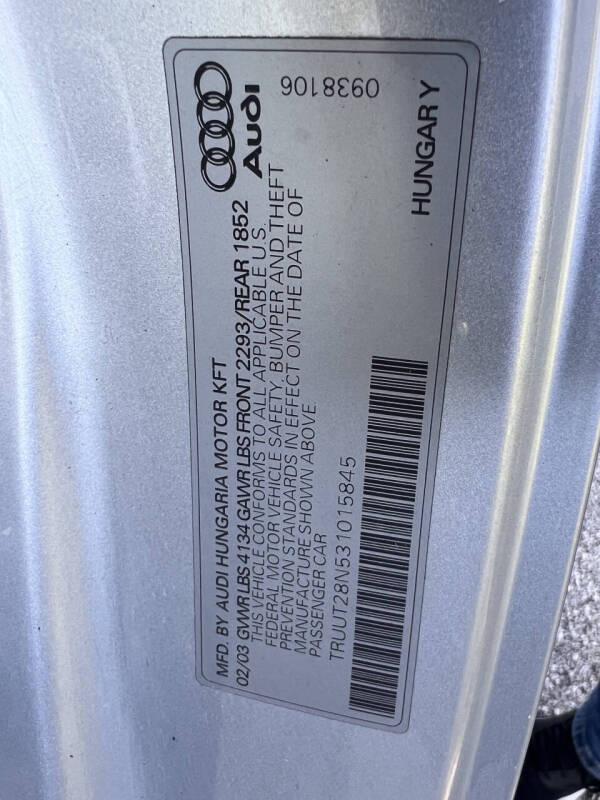 MFD. BY AUDI HUNGARIA MOTOR KFT
02/03 GWWR LBS 4134 GAWR LBS FRONT 2293/REAR 1852
THIS VEHICLE CONFORMS TO ALL APPLICABLE U.S.
FEDERAL MOTOR VEHICLE SAFETY, BUMPER AND THEFT
PREVENTION STANDARDS IN EFFECT ON THE DATE OF
MANUFACTURE SHOWN ABOVE
PASSENGER CAR
TRUUT28N531015845
Audi
0938106
HUNGARY